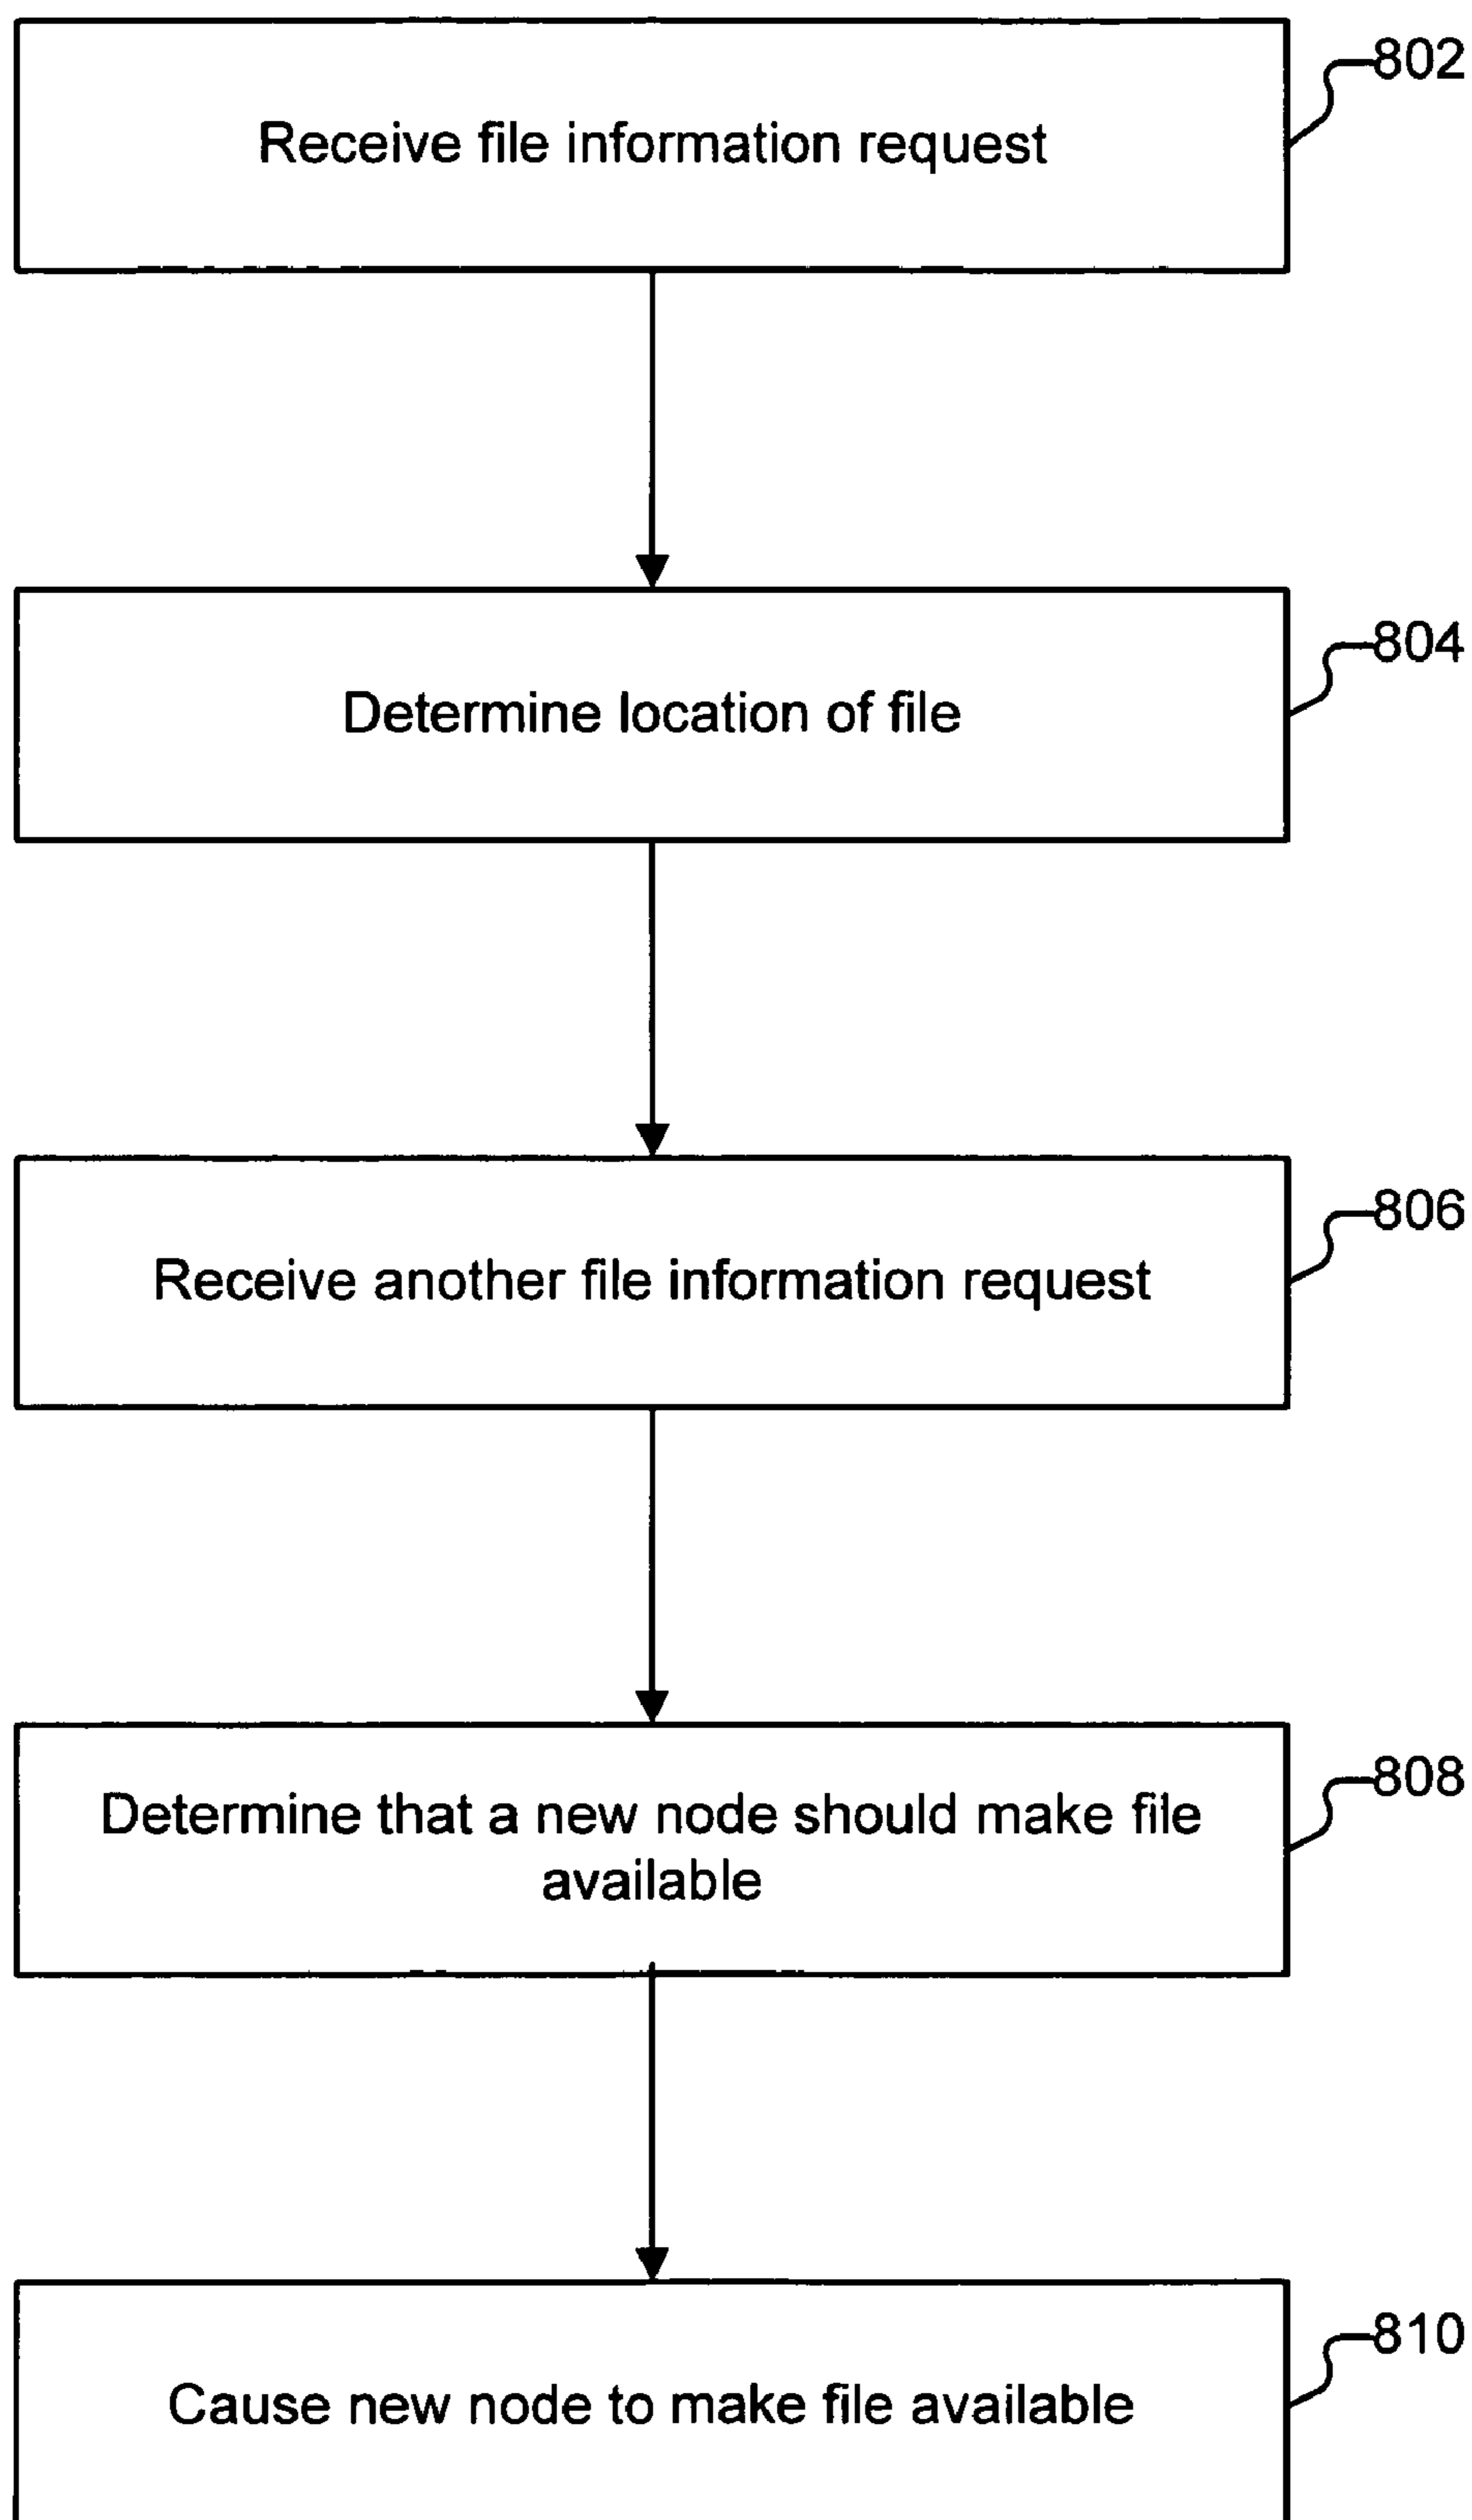 802
Receive file information request
804
Determine location of file
806
Receive another file information request
808
Determine that a new node should make file
available
810
Cause new node to make file available